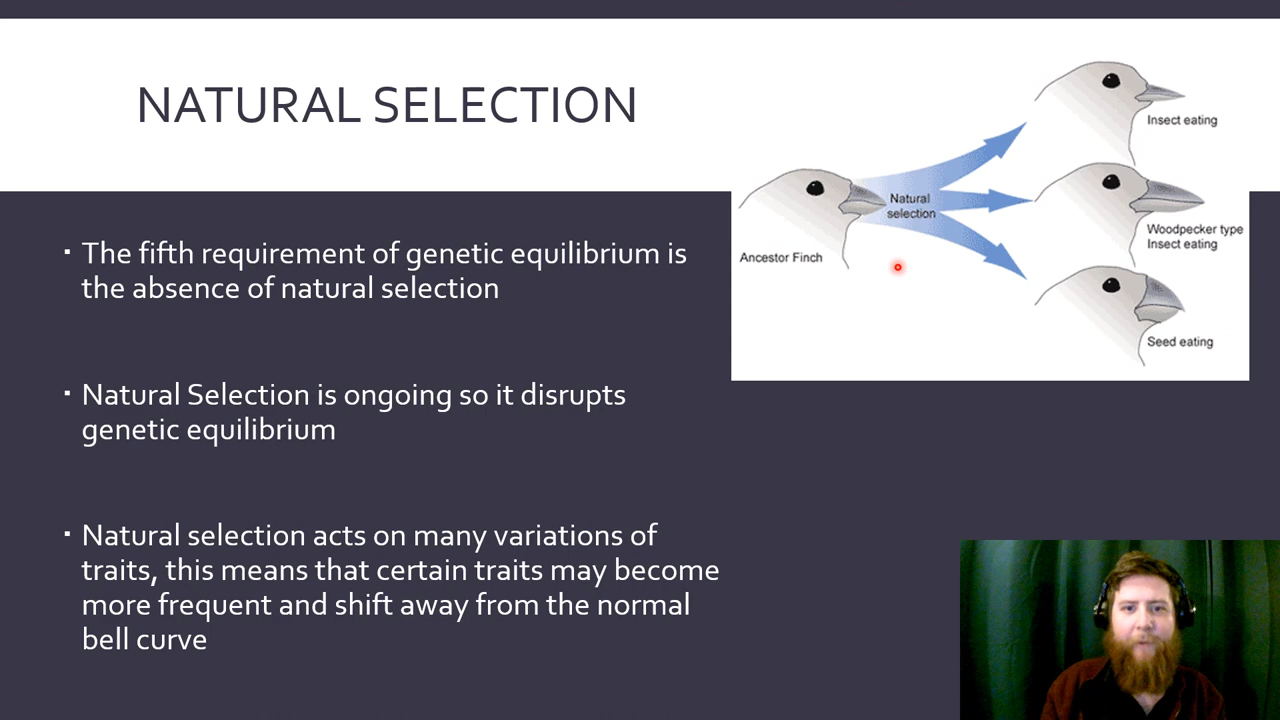 NATURAL SELECTION
The fifth requirement of genetic equilibrium is
the absence of natural selection
Natural Selection is ongoing so it disrupts
genetic equilibrium
Natural selection acts on many variations of
traits, this means that certain traits may become
more frequent and shift away from the normal
bell curve
Ancestor Finch
Natural
selection
Insect eating
Woodpecker type
Insect eating
Seed eating